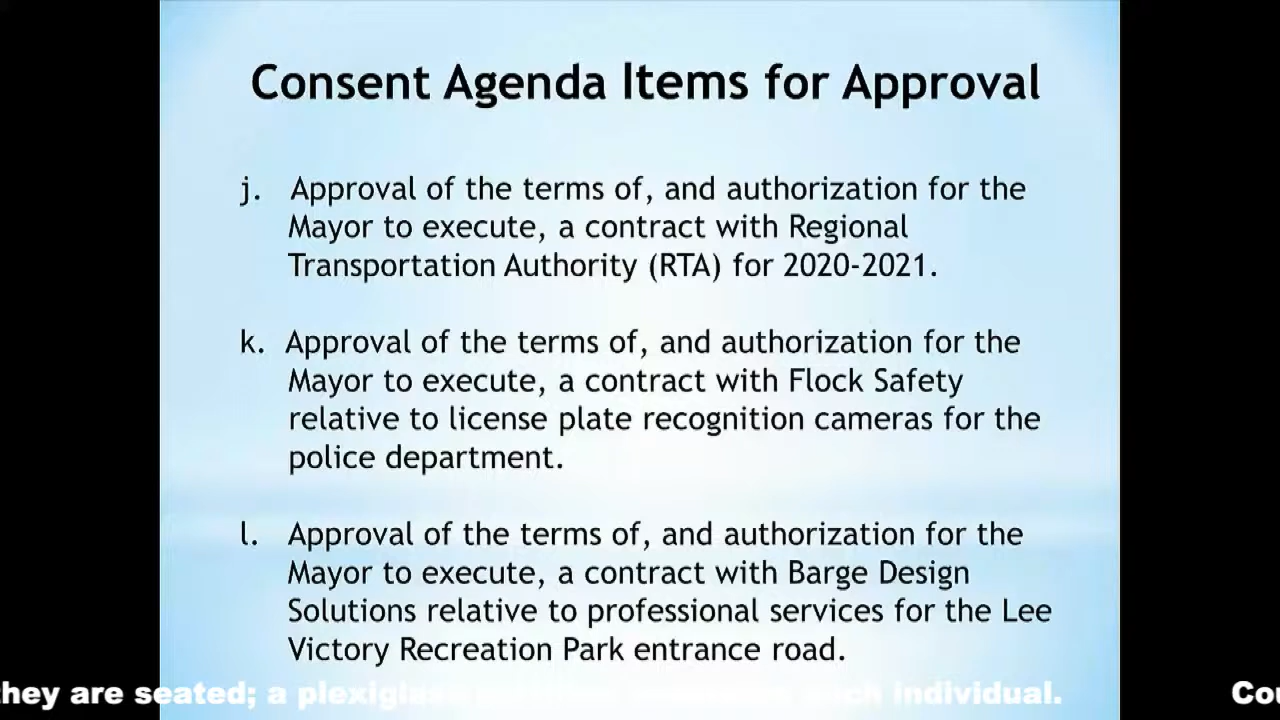 Consent Agenda Items for Approval
j. Approval of the terms of, and authorization for the
Mayor to execute, a contract with Regional
Transportation Authority (RTA) for 2020-2021.
k. Approval of the terms of, and authorization for the
Mayor to execute, a contract with Flock Safety
relative to license plate recognition cameras for the
police department.
l. Approval of the terms of, and authorization for the
Mayor to execute, a contract with Barge Design
Solutions relative to professional services for the Lee
Victory Recreation Park entrance road.
they are seated; a individual. Cou